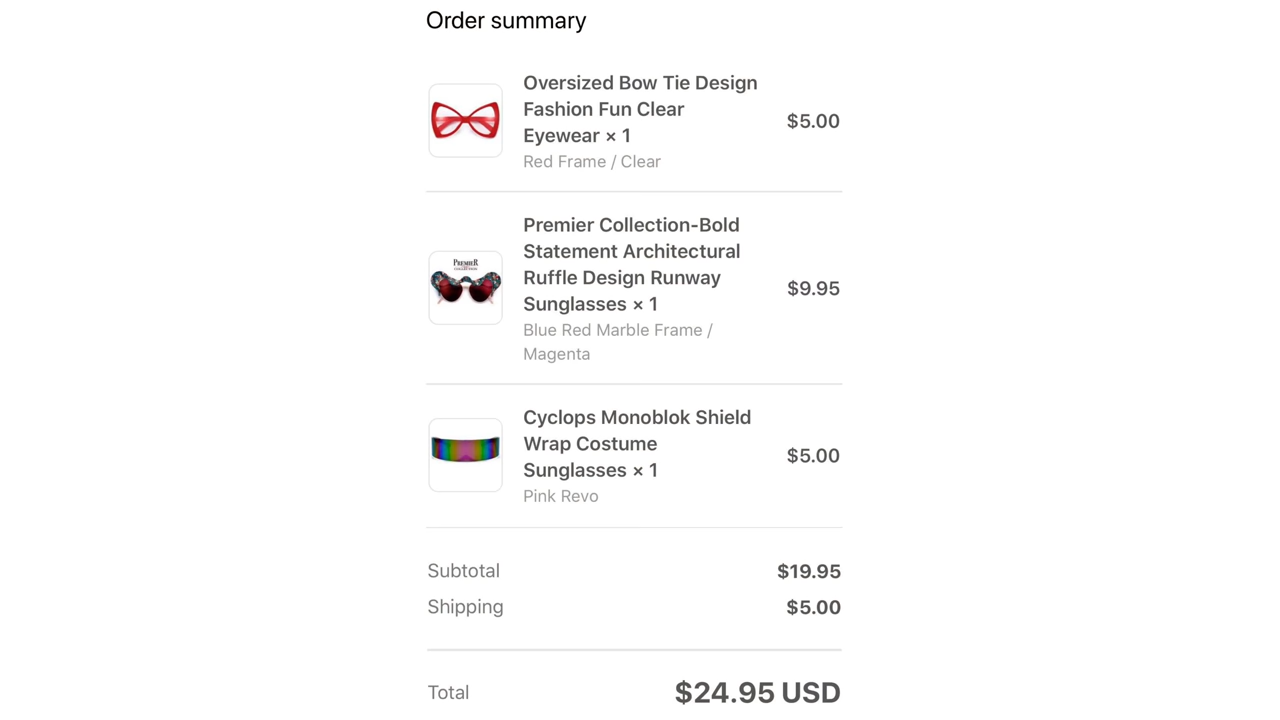 Order summary
Oversized Bow Tie Design
Fashion Fun Clear
Eyewear × 1
Red Frame / Clear
$5.00
PREMIER
COLLECTION
Premier Collection-Bold
Statement Architectural
Ruffle Design Runway
Sunglasses × 1
Blue Red Marble Frame /
Magenta
$9.95
Cyclops Monoblok Shield
Wrap Costume
Sunglasses × 1
Pink Revo
$5.00
Subtotal $19.95
Shipping $5.00
Total $24.95 USD